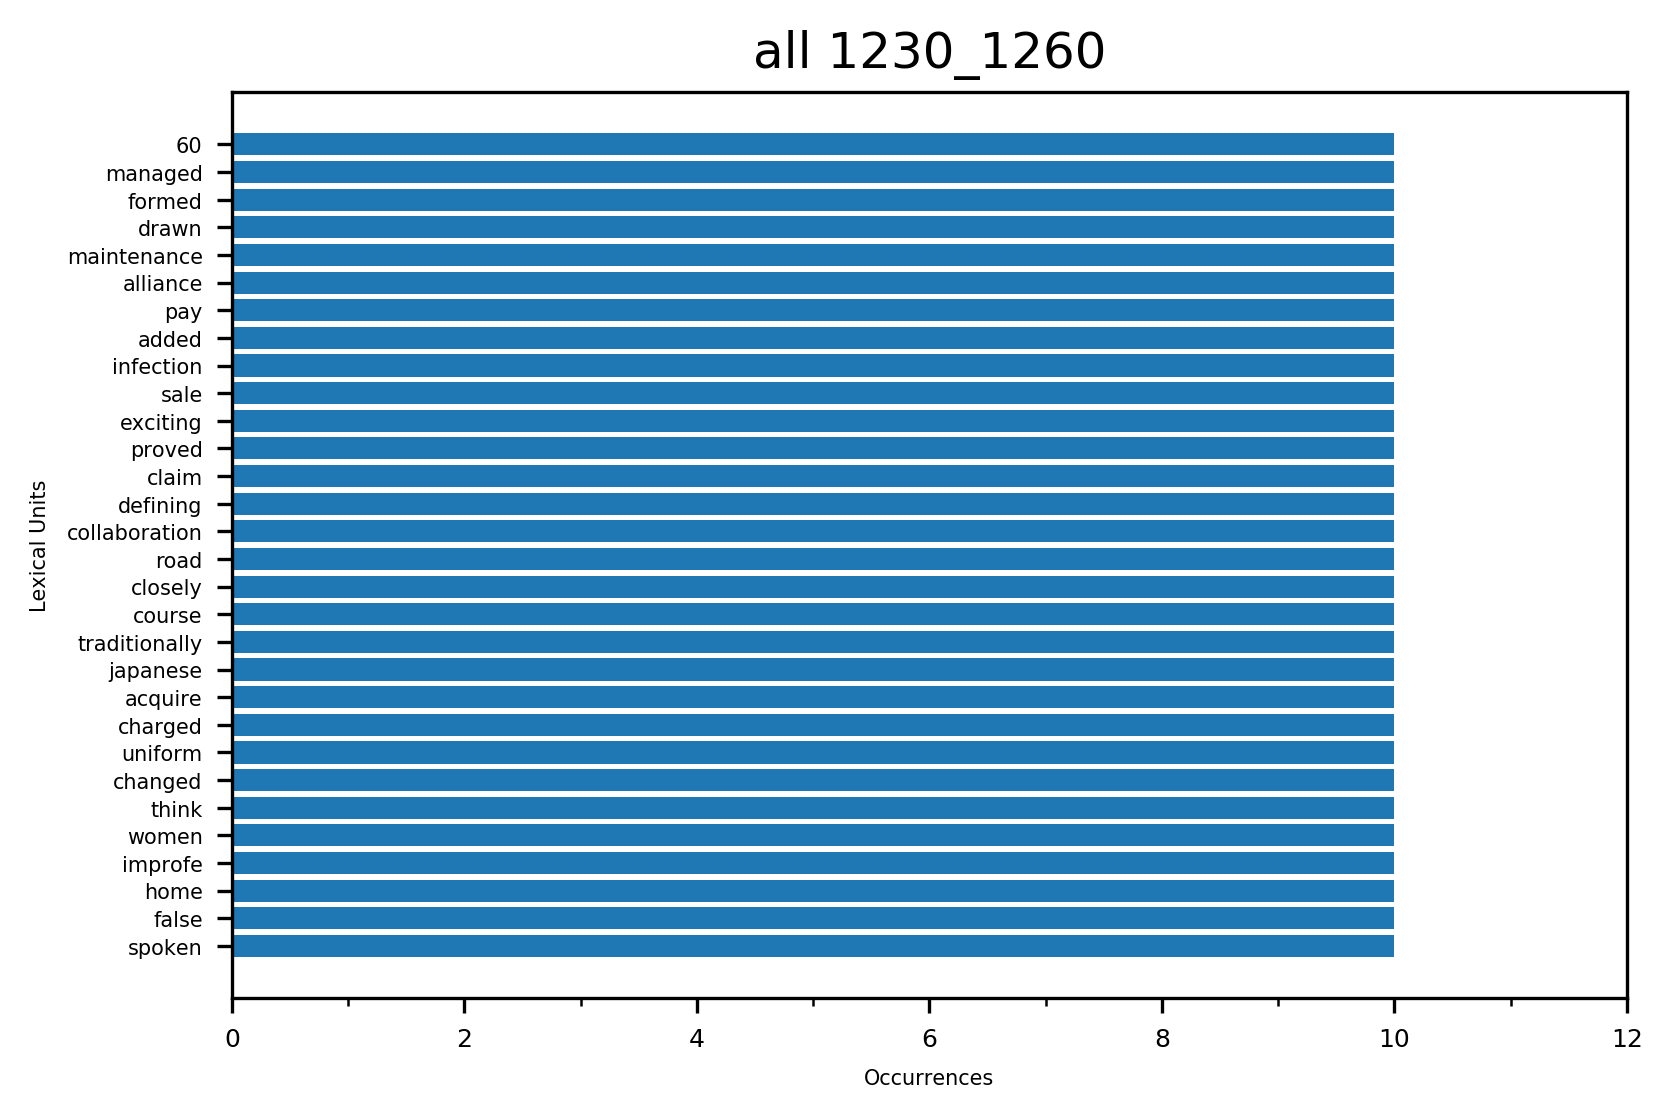 all 1230_1260
60
managed
formed
drawn
maintenance
alliance
pay
added
infection
sale
exciting
proved
claim
defining
collaboration
road
closely
course
traditionally
japanese
acquire
charged
uniform
changed
think
women
improfe
home
false
spoken
Lexical Units
0 2 4 6 8 10 12
Occurrences